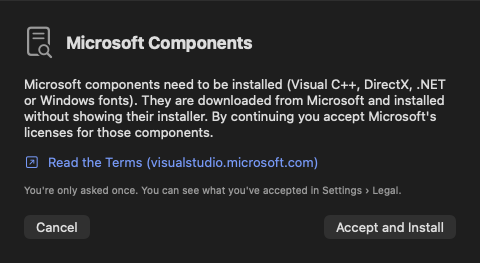 Microsoft Components
Microsoft components need to be installed (Visual C++, DirectX, .NET
or Windows fonts). They are downloaded from Microsoft and installed
without showing their installer. By continuing you accept Microsoft's
licenses for those components.
Read the Terms (visualstudio.microsoft.com)
You're only asked once. You can see what you've accepted in Settings › Legal.
Cancel
Accept and Install